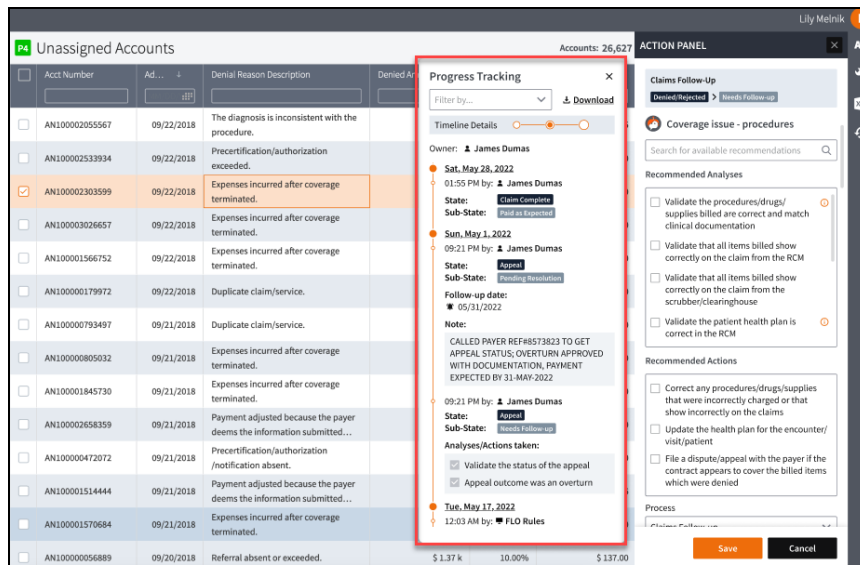 Lily Melnik
P4 Unassigned Accounts
Accounts: 26,627
Acct Number
Ad... ↓
Denial Reason Description
Denied
AN100002055567 09/22/2018 The diagnosis is inconsistent with the
procedure.
AN100002533934 09/22/2018 Precertification/authorization
exceeded.
AN100002303599 09/22/2018 Expenses incurred after coverage
terminated.
AN100003026657 09/22/2018 Expenses incurred after coverage
terminated.
AN100001566752 09/22/2018 Expenses incurred after coverage
terminated.
AN100000179972 09/22/2018 Duplicate claim/service.
AN100000793497 09/21/2018 Duplicate claim/service.
AN100000805032 09/21/2018 Expenses incurred after coverage
terminated.
AN100001845730 09/21/2018 Expenses incurred after coverage
terminated.
AN100002658359 09/21/2018 Payment adjusted because the payer
deems the information submitted...
AN100000472072 09/21/2018 Precertification/authorization
/notification absent.
AN100001514444 09/21/2018 Payment adjusted because the payer
deems the information submitted...
AN100001570684 09/21/2018 Expenses incurred after coverage
terminated.
AN100000056889 09/20/2018 Referral absent or exceeded. $ 1.37 k 10.00% $ 137.00
Progress Tracking
Filter by...
Download
Timeline Details
Owner: James Dumas
Sat, May 28, 2022
01:55 PM by: James Dumas
State: Claim Complete
Sub-State: Paid as Expected
Sun, May 1, 2022
09:21 PM by: James Dumas
State: Appeal
Sub-State: Pending Resolution
Follow-up date:
05/31/2022
Note:
CALLED PAYER REF#8573823 TO GET
APPEAL STATUS; OVERTURN APPROVED
WITH DOCUMENTATION, PAYMENT
EXPECTED BY 31-MAY-2022
09:21 PM by: James Dumas
State: Appeal
Sub-State: Needs Follow-up
Analyses/Actions taken:
Validate the status of the appeal
Appeal outcome was an overturn
Tue, May 17, 2022
12:03 AM by: FLO Rules
ACTION PANEL
Claims Follow-Up
Denied/Rejected > Needs Follow-up
Coverage issue - procedures
Search for available recommendations
Recommended Analyses
Validate the procedures/drugs/
supplies billed are correct and match
clinical documentation
Validate that all items billed show
correctly on the claim from the RCM
Validate that all items billed show
correctly on the claim from the
scrubber/clearinghouse
Validate the patient health plan is
correct in the RCM
Recommended Actions
Correct any procedures/drugs/supplies
that were incorrectly charged or that
show incorrectly on the claims
Update the health plan for the encounter/
visit/patient
File a dispute/appeal with the payer if the
contract appears to cover the billed items
which were denied
Process
Claims Follow-up
Save
Cancel